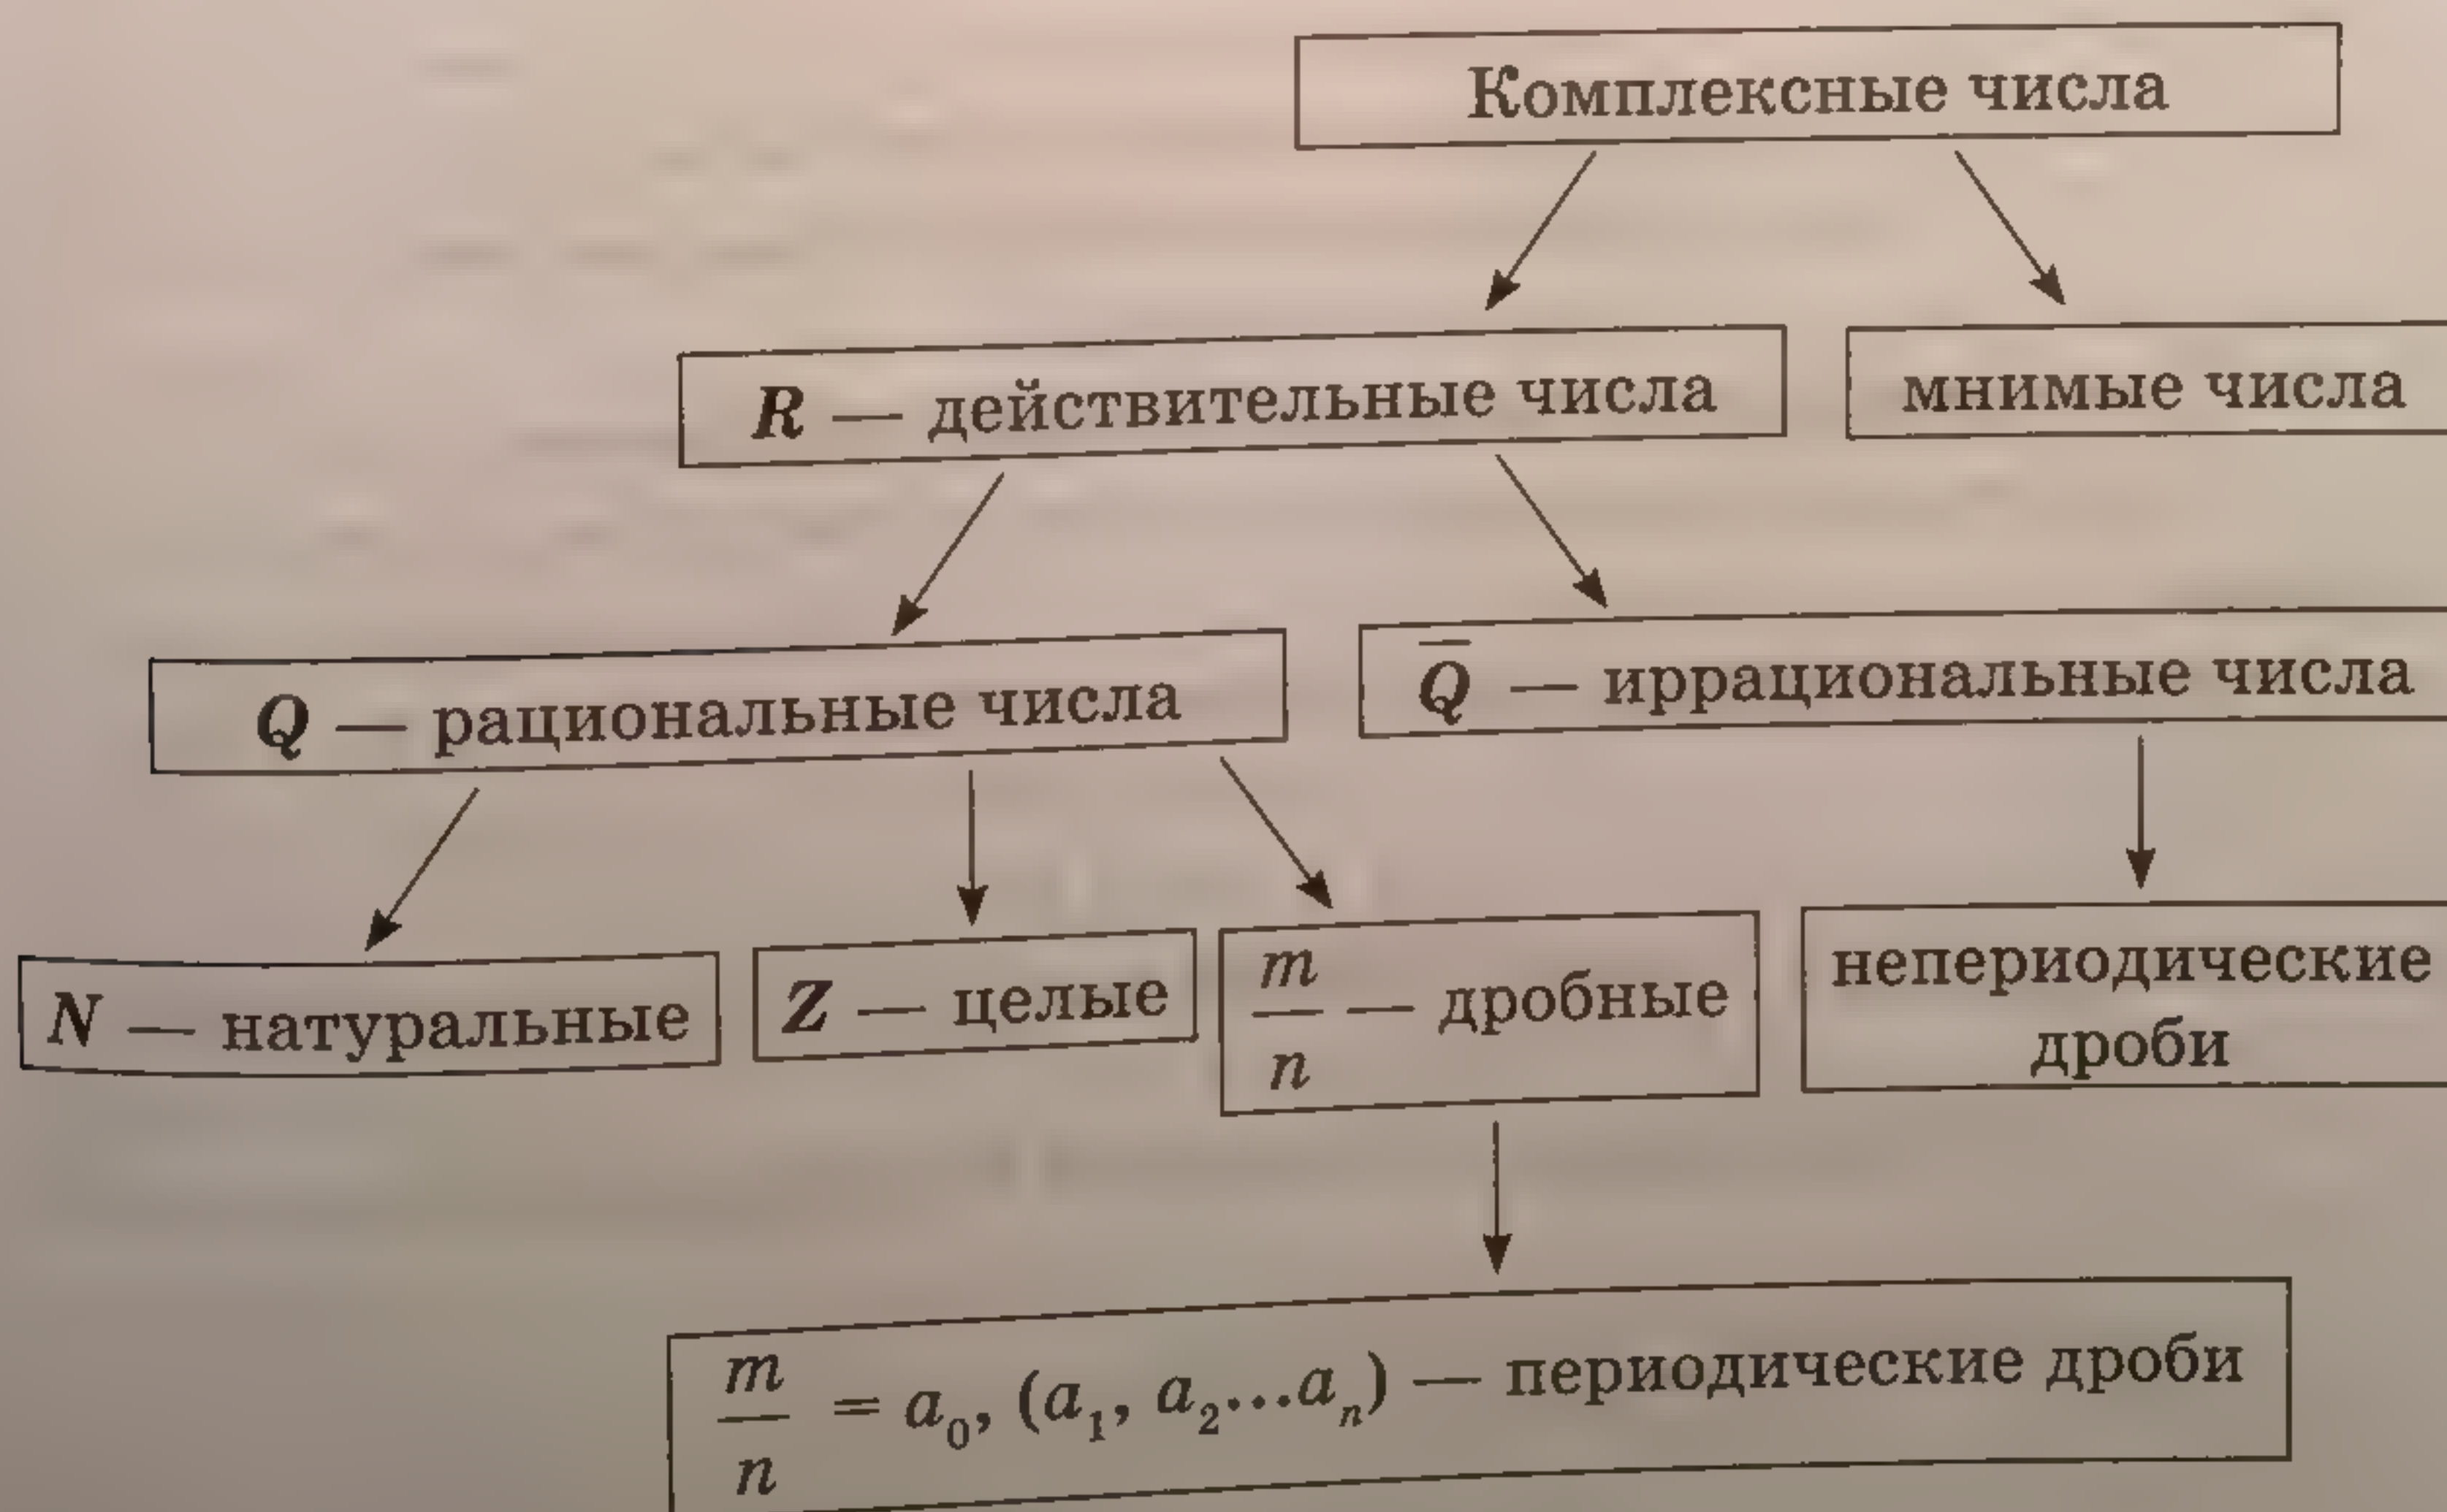 Комплексные числа
R — действительные числа
мнимые числа
Q — рациональные числа
Q̅ — иррациональные числа
N — натуральные
Z — целые
m
— дробные
n
непериодические
дроби
m
= a₀, (a₁, a₂...aₙ) — периодические дроби
n